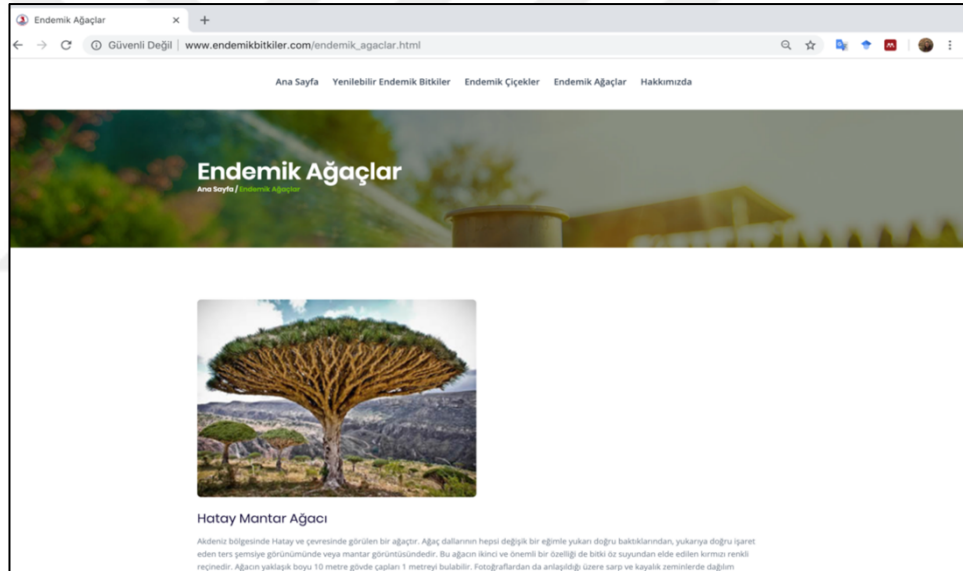 Endemik Ağaçlar
Güvenli Değil | www.endemikbitkiler.com/endemik_agaclar.html
Ana Sayfa Yenilebilir Endemik Bitkiler Endemik Çiçekler Endemik Ağaçlar Hakkımızda
Endemik Ağaçlar
Ana Sayfa / Endemik Ağaçlar
Hatay Mantar Ağacı
Akdeniz bölgesinde Hatay ve çevresinde görülen bir ağaçtır. Ağaç dallarının hepsi değişik bir eğimle yukarı doğru baktıklarından, yukarıya doğru işaret
eden ters şemsiye görünümünde veya mantar görüntüsündedir. Bu ağacın ikinci ve önemli bir özelliği de bitki öz suyundan elde edilen kırmızı renkli
reçinedir. Ağacın yaklaşık boyu 10 metre gövde çapları 1 metreyi bulabilir. Fotoğraflardan da anlaşıldığı üzere sarp ve kayalık zeminlerde dağılım